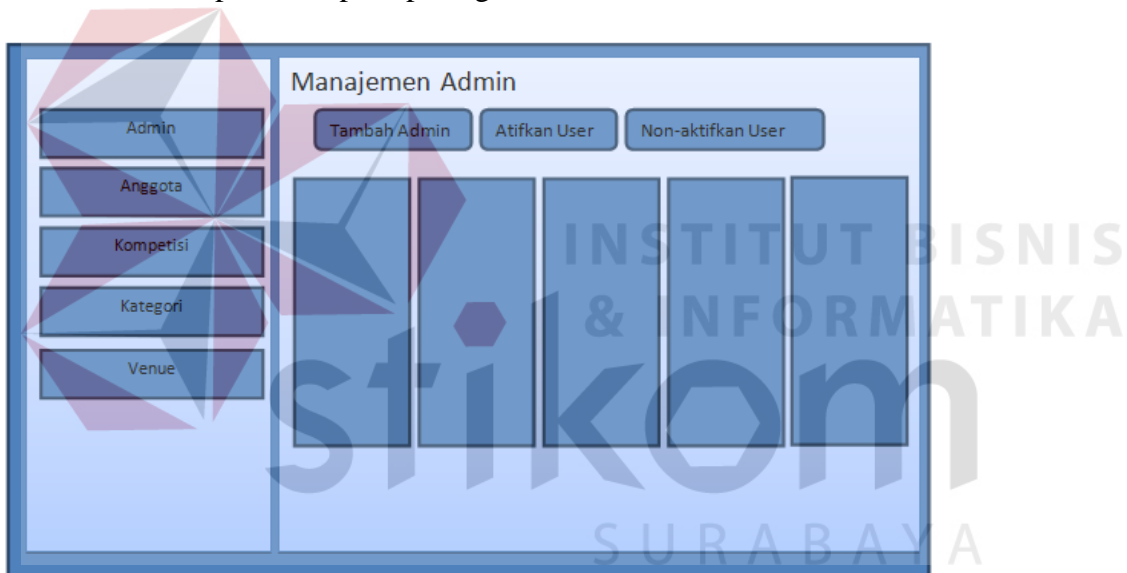 Manajemen Admin
Tambah Admin
Atifkan User
Non-aktifkan User
Admin
Anggota
Kompetisi
Kategori
Venue
INSTITUT BISNIS
& INFORMATIKA
stikom
SURABAYA